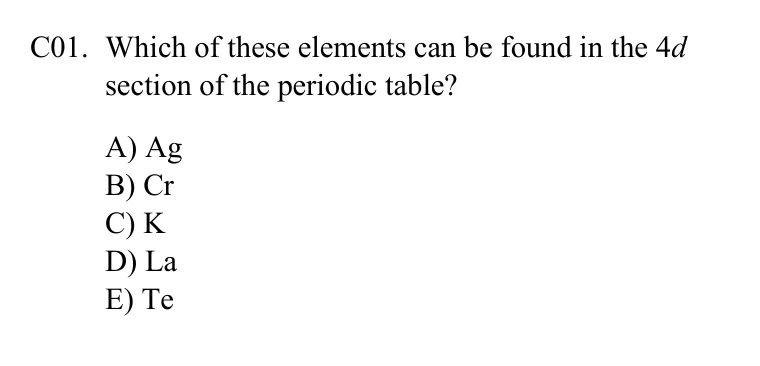 C01. Which of these elements can be found in the 4d
section of the periodic table?
A) Ag
B) Cr
C) K
D) La
E) Te